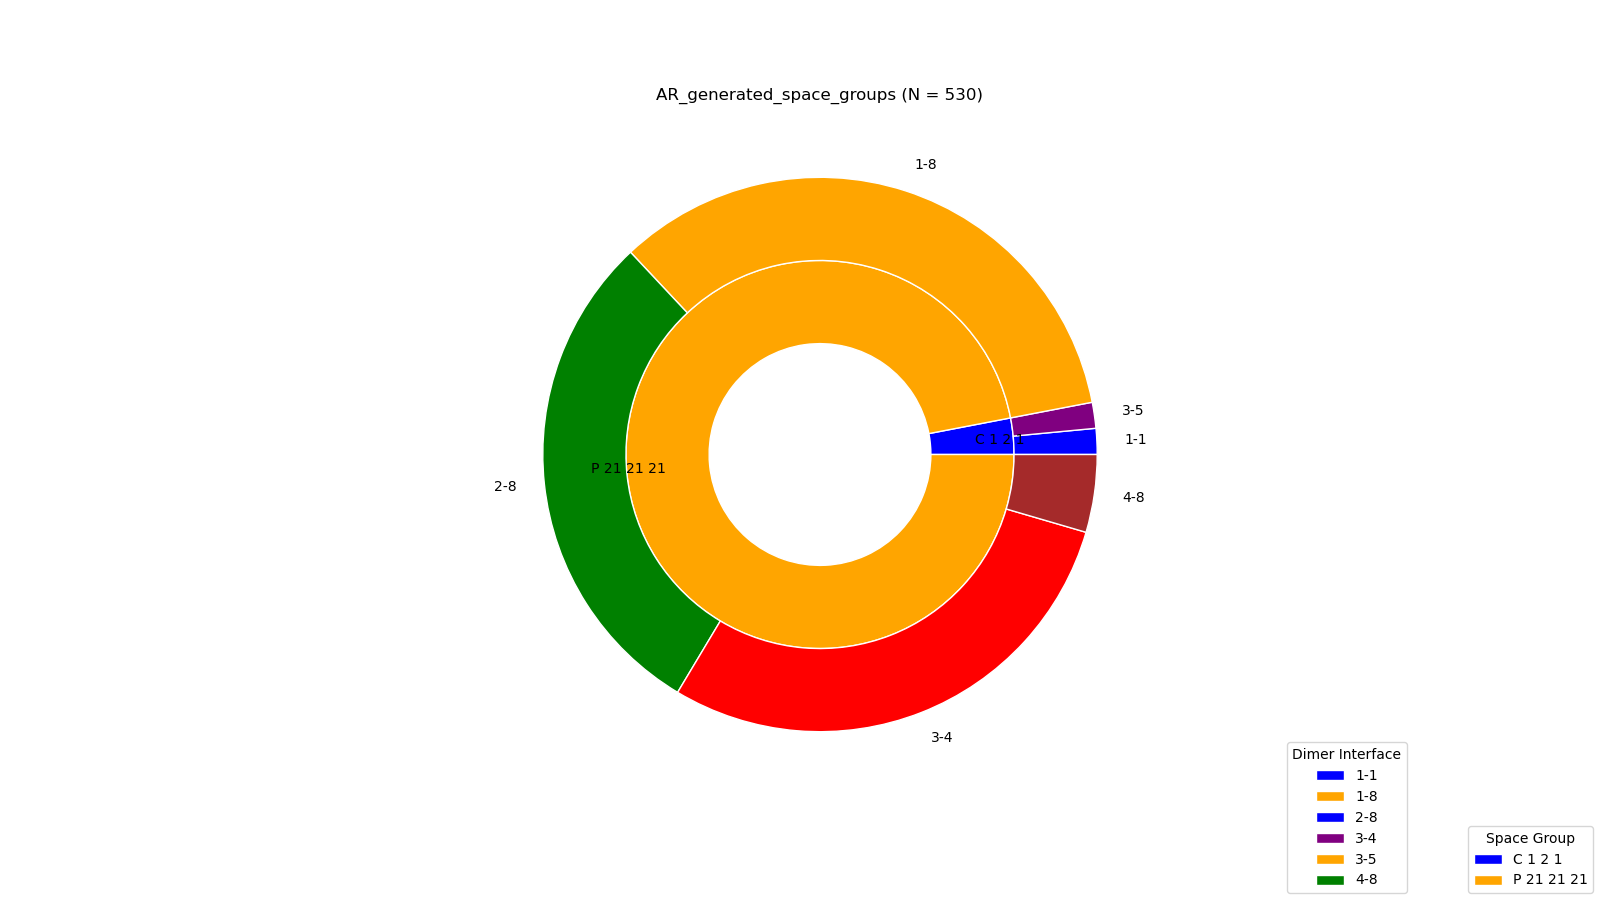 AR_generated_space_groups (N = 530)
1-8
3-5
C 1 2 1
1-1
P 21 21 21
2-8
4-8
3-4
Dimer Interface
1-1
1-8
2-8
3-4
3-5
4-8
Space Group
C 1 2 1
P 21 21 21